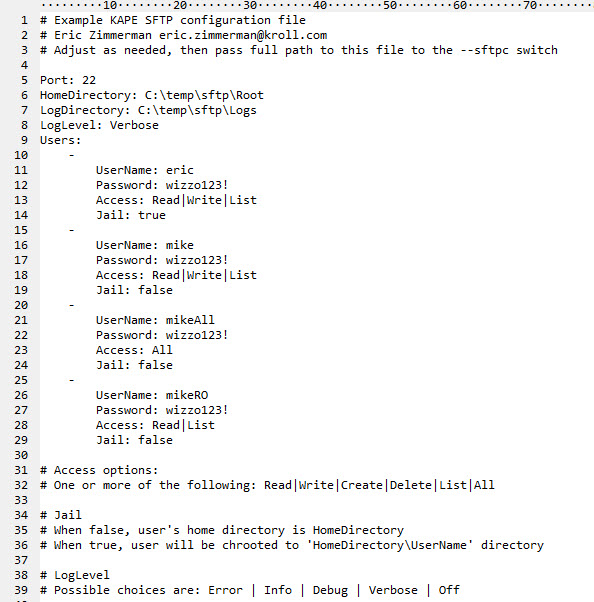 ·········10········20········30········40········50········60········70········
1 # Example KAPE SFTP configuration file
2 # Eric Zimmerman eric.zimmerman@kroll.com
3 # Adjust as needed, then pass full path to this file to the --sftpc switch
4
5 Port: 22
6 HomeDirectory: C:\temp\sftp\Root
7 LogDirectory: C:\temp\sftp\Logs
8 LogLevel: Verbose
9 Users:
10     -
11         UserName: eric
12         Password: wizzo123!
13         Access: Read|Write|List
14         Jail: true
15     -
16         UserName: mike
17         Password: wizzo123!
18         Access: Read|Write|List
19         Jail: false
20     -
21         UserName: mikeAll
22         Password: wizzo123!
23         Access: All
24         Jail: false
25     -
26         UserName: mikeRO
27         Password: wizzo123!
28         Access: Read|List
29         Jail: false
30
31 # Access options:
32 # One or more of the following: Read|Write|Create|Delete|List|All
33
34 # Jail
35 # When false, user's home directory is HomeDirectory
36 # When true, user will be chrooted to 'HomeDirectory\UserName' directory
37
38 # LogLevel
39 # Possible choices are: Error | Info | Debug | Verbose | Off